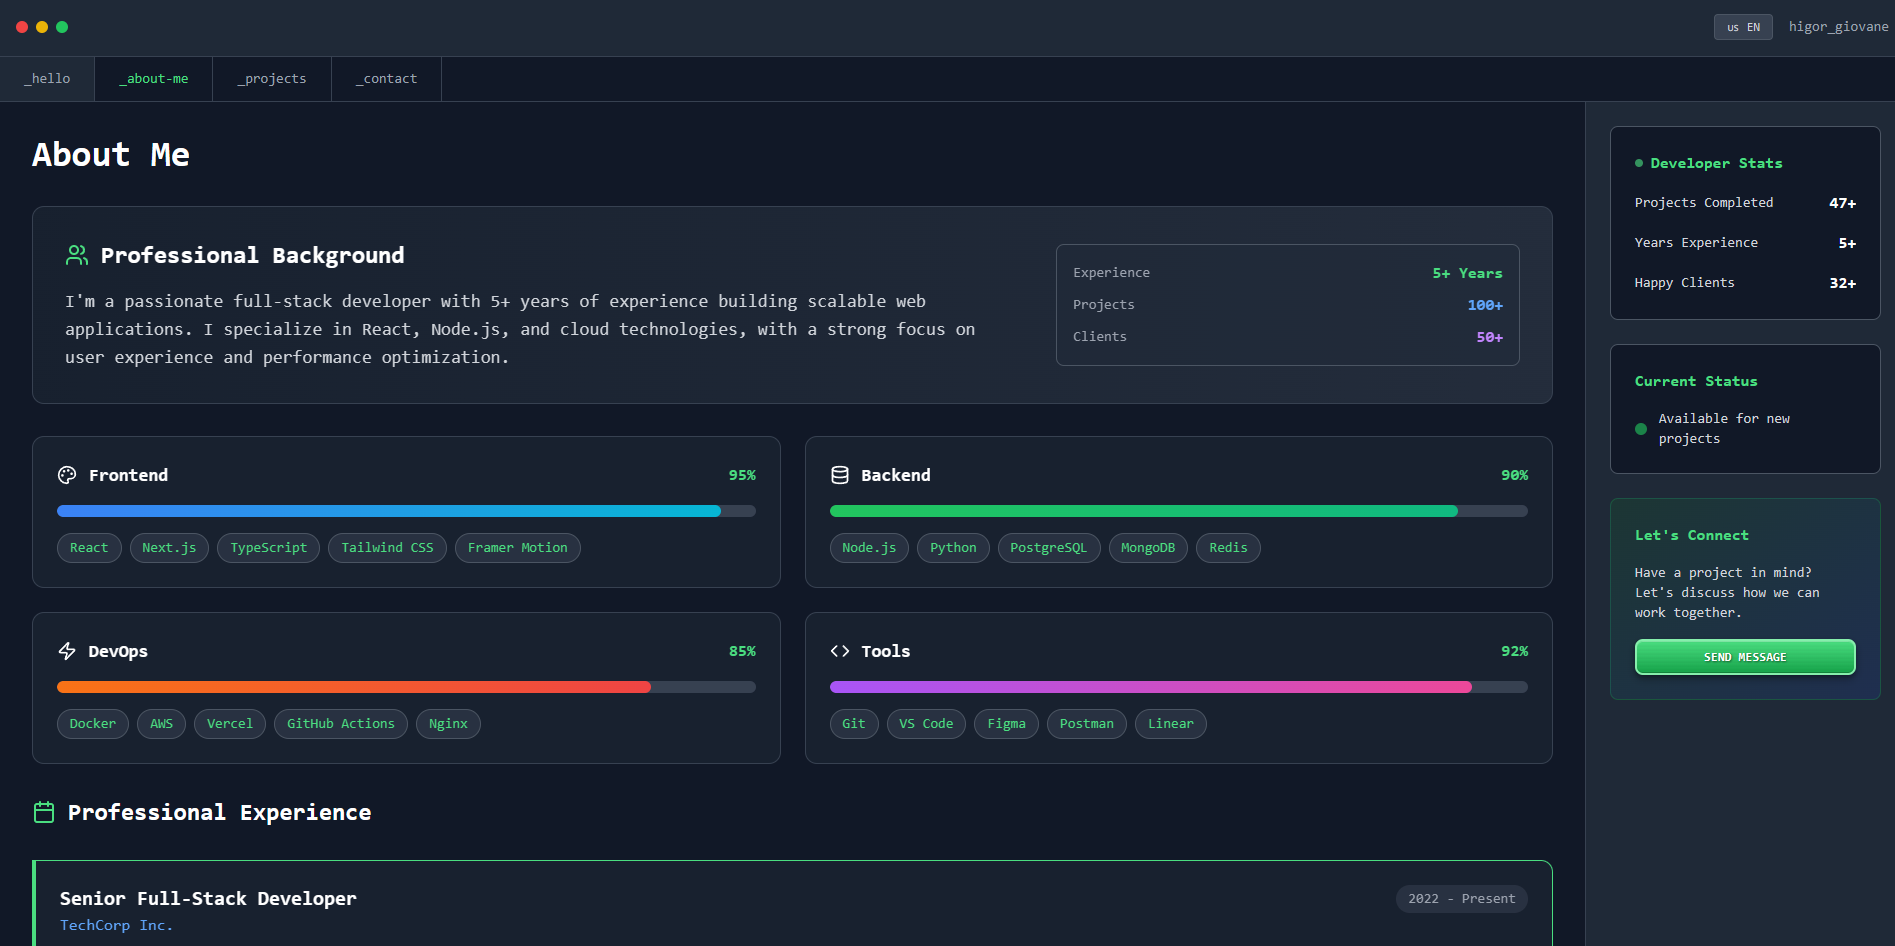 us EN
higor_giovane
_hello
_about-me
_projects
_contact
About Me
Professional Background
I'm a passionate full-stack developer with 5+ years of experience building scalable web
applications. I specialize in React, Node.js, and cloud technologies, with a strong focus on
user experience and performance optimization.
Experience 5+ Years
Projects 100+
Clients 50+
Frontend 95%
React Next.js TypeScript Tailwind CSS Framer Motion
Backend 90%
Node.js Python PostgreSQL MongoDB Redis
DevOps 85%
Docker AWS Vercel GitHub Actions Nginx
Tools 92%
Git VS Code Figma Postman Linear
Professional Experience
Senior Full-Stack Developer
2022 - Present
TechCorp Inc.
Developer Stats
Projects Completed 47+
Years Experience 5+
Happy Clients 32+
Current Status
Available for new
projects
Let's Connect
Have a project in mind?
Let's discuss how we can
work together.
SEND MESSAGE